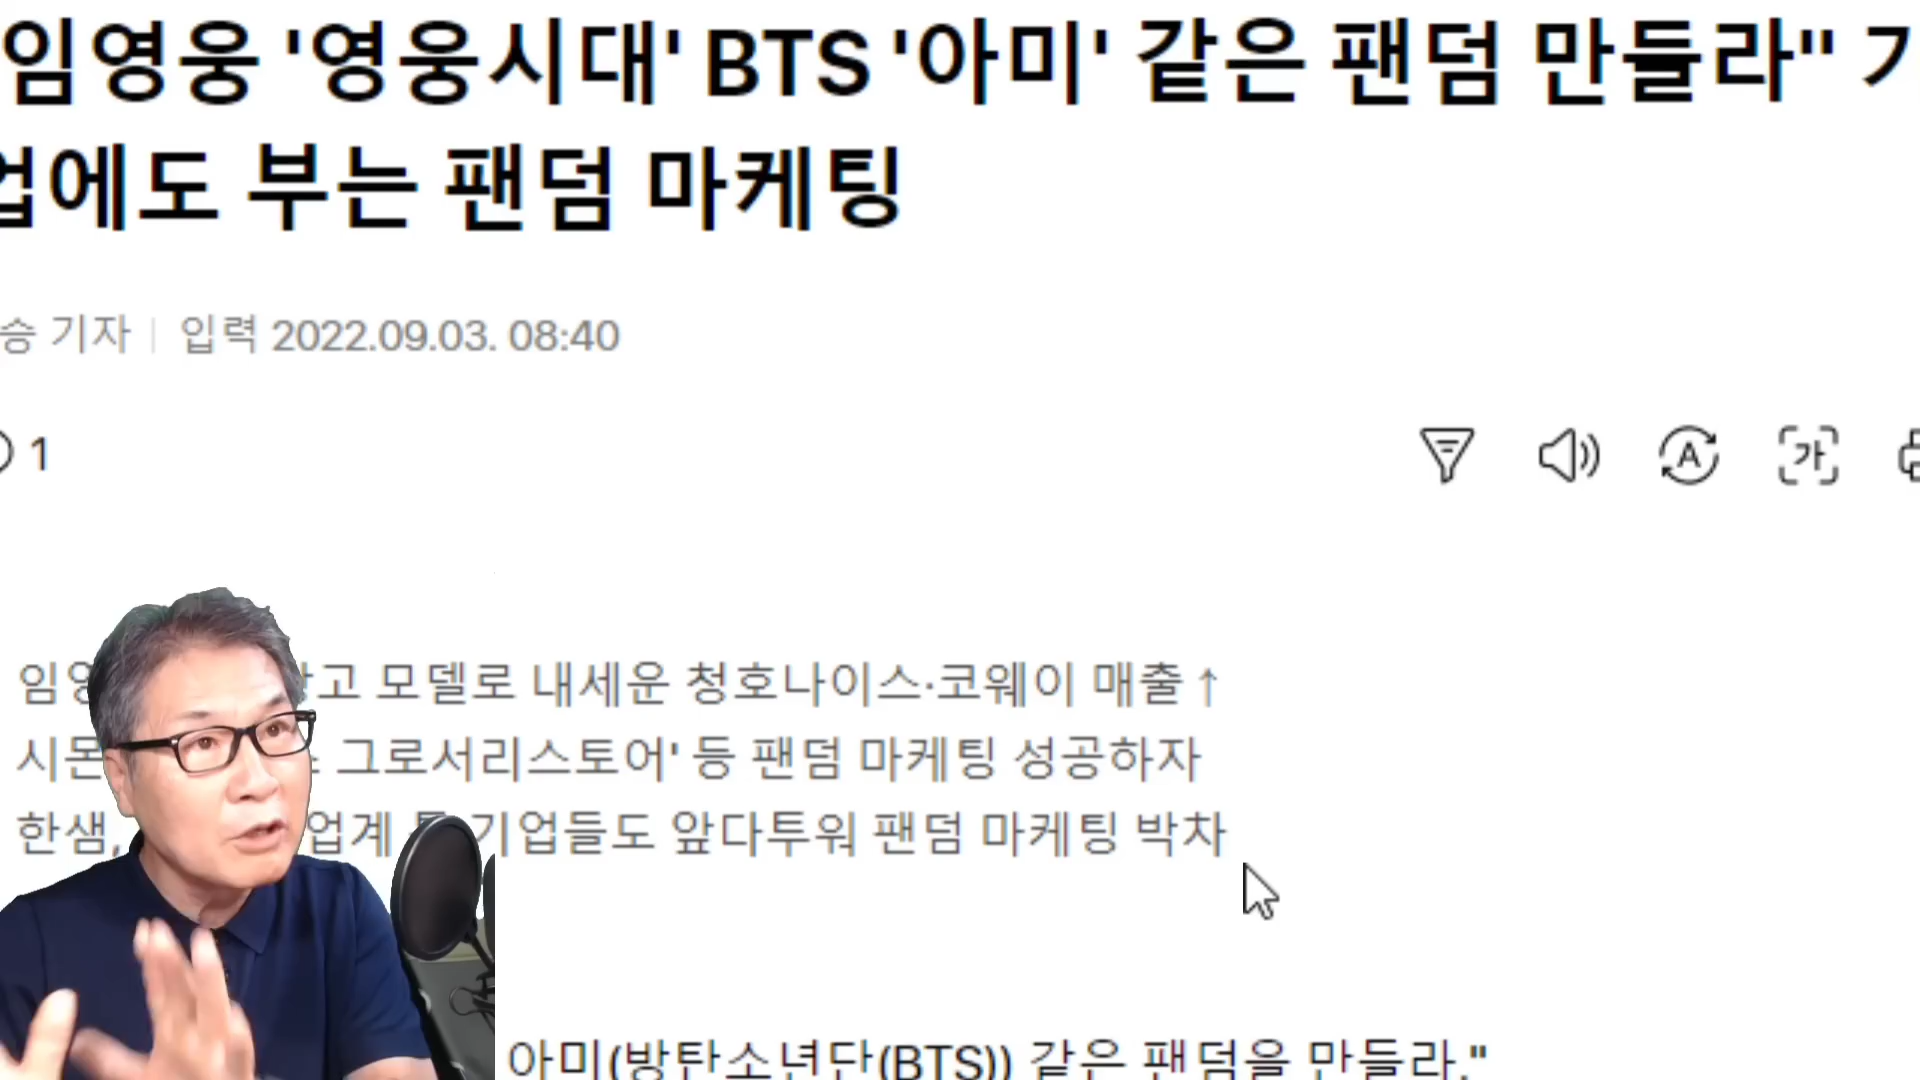 임영웅 '영웅시대' BTS '아미' 같은 팬덤 만들라" 기
업에도 부는 팬덤 마케팅
승 기자 입력 2022.09.03. 08:40
1
가
고 모델로 내세운 청호나이스·코웨이 매출↑
그로서리스토어' 등 팬덤 마케팅 성공하자
한샘, 업계 기업들도 앞다투워 팬덤 마케팅 박차
아미(방탄소년단(BTS)) 같은 팬덤을 만들라."